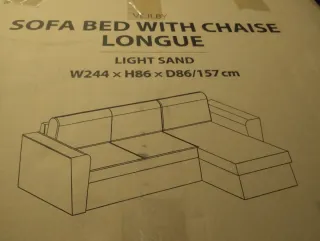 SOFA BED WITH CHAISE
LONGUE
LIGHT SAND
W244 × H86 × D86/157 cm